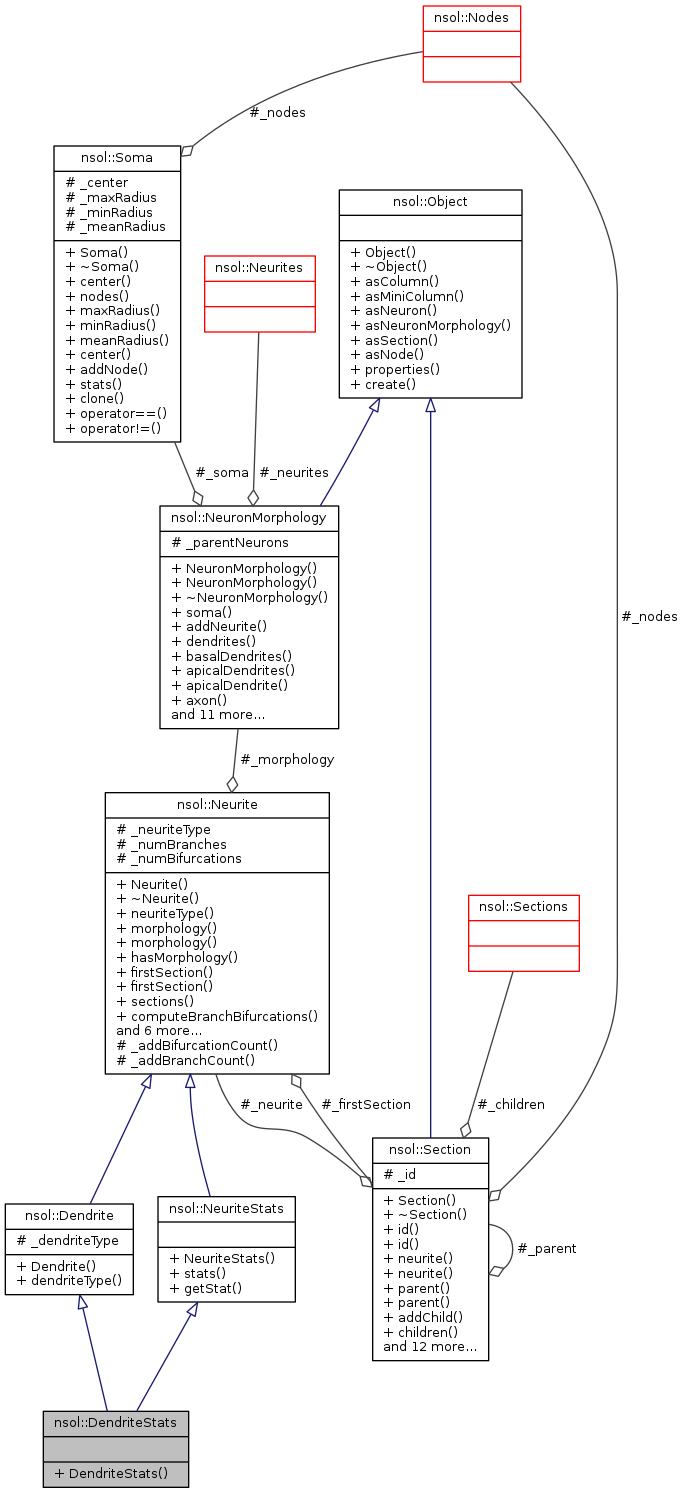 nsol::Nodes
#_nodes
nsol::Soma
# _center
# _maxRadius
# _minRadius
# _meanRadius
+ Soma()
+ ~Soma()
+ center()
+ nodes()
+ maxRadius()
+ minRadius()
+ meanRadius()
+ center()
+ addNode()
+ stats()
+ clone()
+ operator==()
+ operator!=()
nsol::Neurites
nsol::Object
+ Object()
+ ~Object()
+ asColumn()
+ asMiniColumn()
+ asNeuron()
+ asNeuronMorphology()
+ asSection()
+ asNode()
+ properties()
+ create()
#_soma
#_neurites
nsol::NeuronMorphology
# _parentNeurons
+ NeuronMorphology()
+ NeuronMorphology()
+ ~NeuronMorphology()
+ soma()
+ addNeurite()
+ dendrites()
+ basalDendrites()
+ apicalDendrites()
+ apicalDendrite()
+ axon()
and 11 more...
#_nodes
#_morphology
nsol::Neurite
# _neuriteType
# _numBranches
# _numBifurcations
+ Neurite()
+ ~Neurite()
+ neuriteType()
+ morphology()
+ morphology()
+ hasMorphology()
+ firstSection()
+ firstSection()
+ sections()
+ computeBranchBifurcations()
and 6 more...
# _addBifurcationCount()
# _addBranchCount()
nsol::Sections
#_neurite
#_firstSection
#_children
nsol::Section
# _id
+ Section()
+ ~Section()
+ id()
+ id()
+ neurite()
+ neurite()
+ parent()
+ parent()
+ addChild()
+ children()
and 12 more...
#_parent
nsol::Dendrite
# _dendriteType
+ Dendrite()
+ dendriteType()
nsol::NeuriteStats
+ NeuriteStats()
+ stats()
+ getStat()
nsol::DendriteStats
+ DendriteStats()